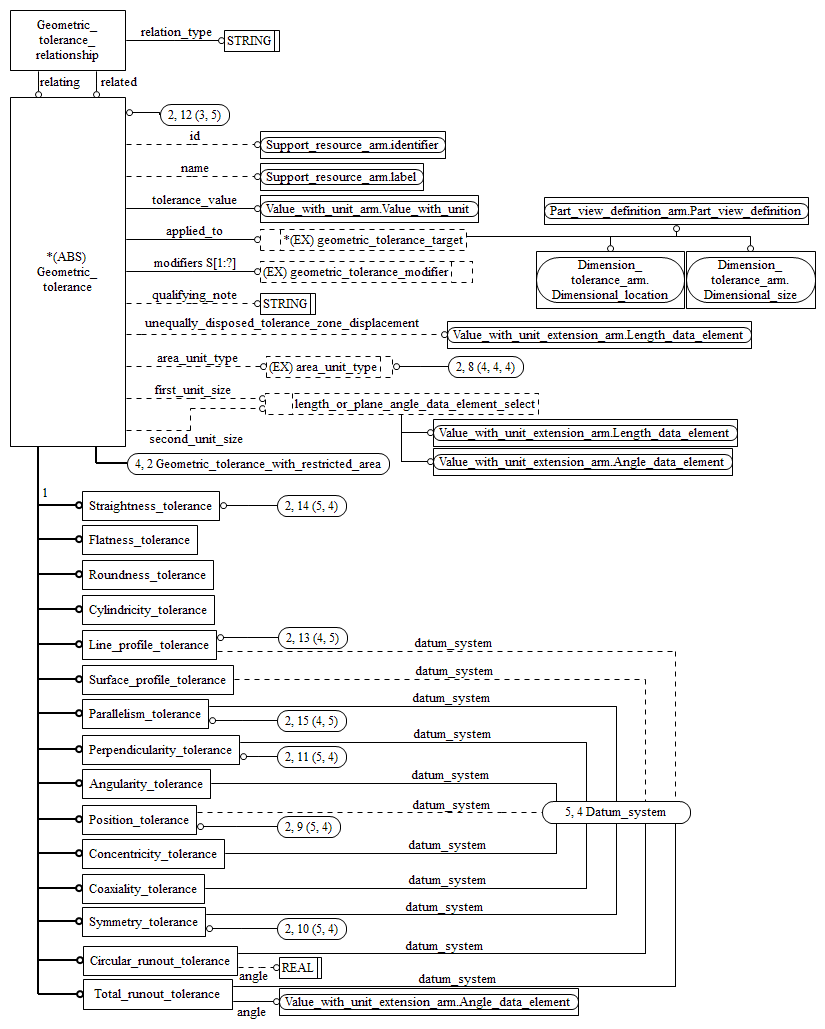 Geometric_
tolerance_
relationship
relation_type
STRING
relating
related
2, 12 (3, 5)
id
Support_resource_arm.identifier
name
Support_resource_arm.label
tolerance_value
Value_with_unit_arm.Value_with_unit
Part_view_definition_arm.Part_view_definition
applied_to
*(EX) geometric_tolerance_target
*(ABS)
Geometric_
tolerance
modifiers S[1:?]
(EX) geometric_tolerance_modifier
Dimension_
tolerance_arm.
Dimensional_location
Dimension_
tolerance_arm.
Dimensional_size
qualifying_note
STRING
unequally_disposed_tolerance_zone_displacement
Value_with_unit_extension_arm.Length_data_element
area_unit_type
(EX) area_unit_type
2, 8 (4, 4, 4)
first_unit_size
length_or_plane_angle_data_element_select
second_unit_size
Value_with_unit_extension_arm.Length_data_element
Value_with_unit_extension_arm.Angle_data_element
4, 2 Geometric_tolerance_with_restricted_area
1
Straightness_tolerance
2, 14 (5, 4)
Flatness_tolerance
Roundness_tolerance
Cylindricity_tolerance
Line_profile_tolerance
2, 13 (4, 5)
datum_system
Surface_profile_tolerance
datum_system
Parallelism_tolerance
datum_system
2, 15 (4, 5)
Perpendicularity_tolerance
datum_system
2, 11 (5, 4)
Angularity_tolerance
datum_system
Position_tolerance
datum_system
5, 4 Datum_system
2, 9 (5, 4)
Concentricity_tolerance
datum_system
Coaxiality_tolerance
datum_system
Symmetry_tolerance
datum_system
2, 10 (5, 4)
Circular_runout_tolerance
datum_system
angle
REAL
Total_runout_tolerance
datum_system
angle
Value_with_unit_extension_arm.Angle_data_element